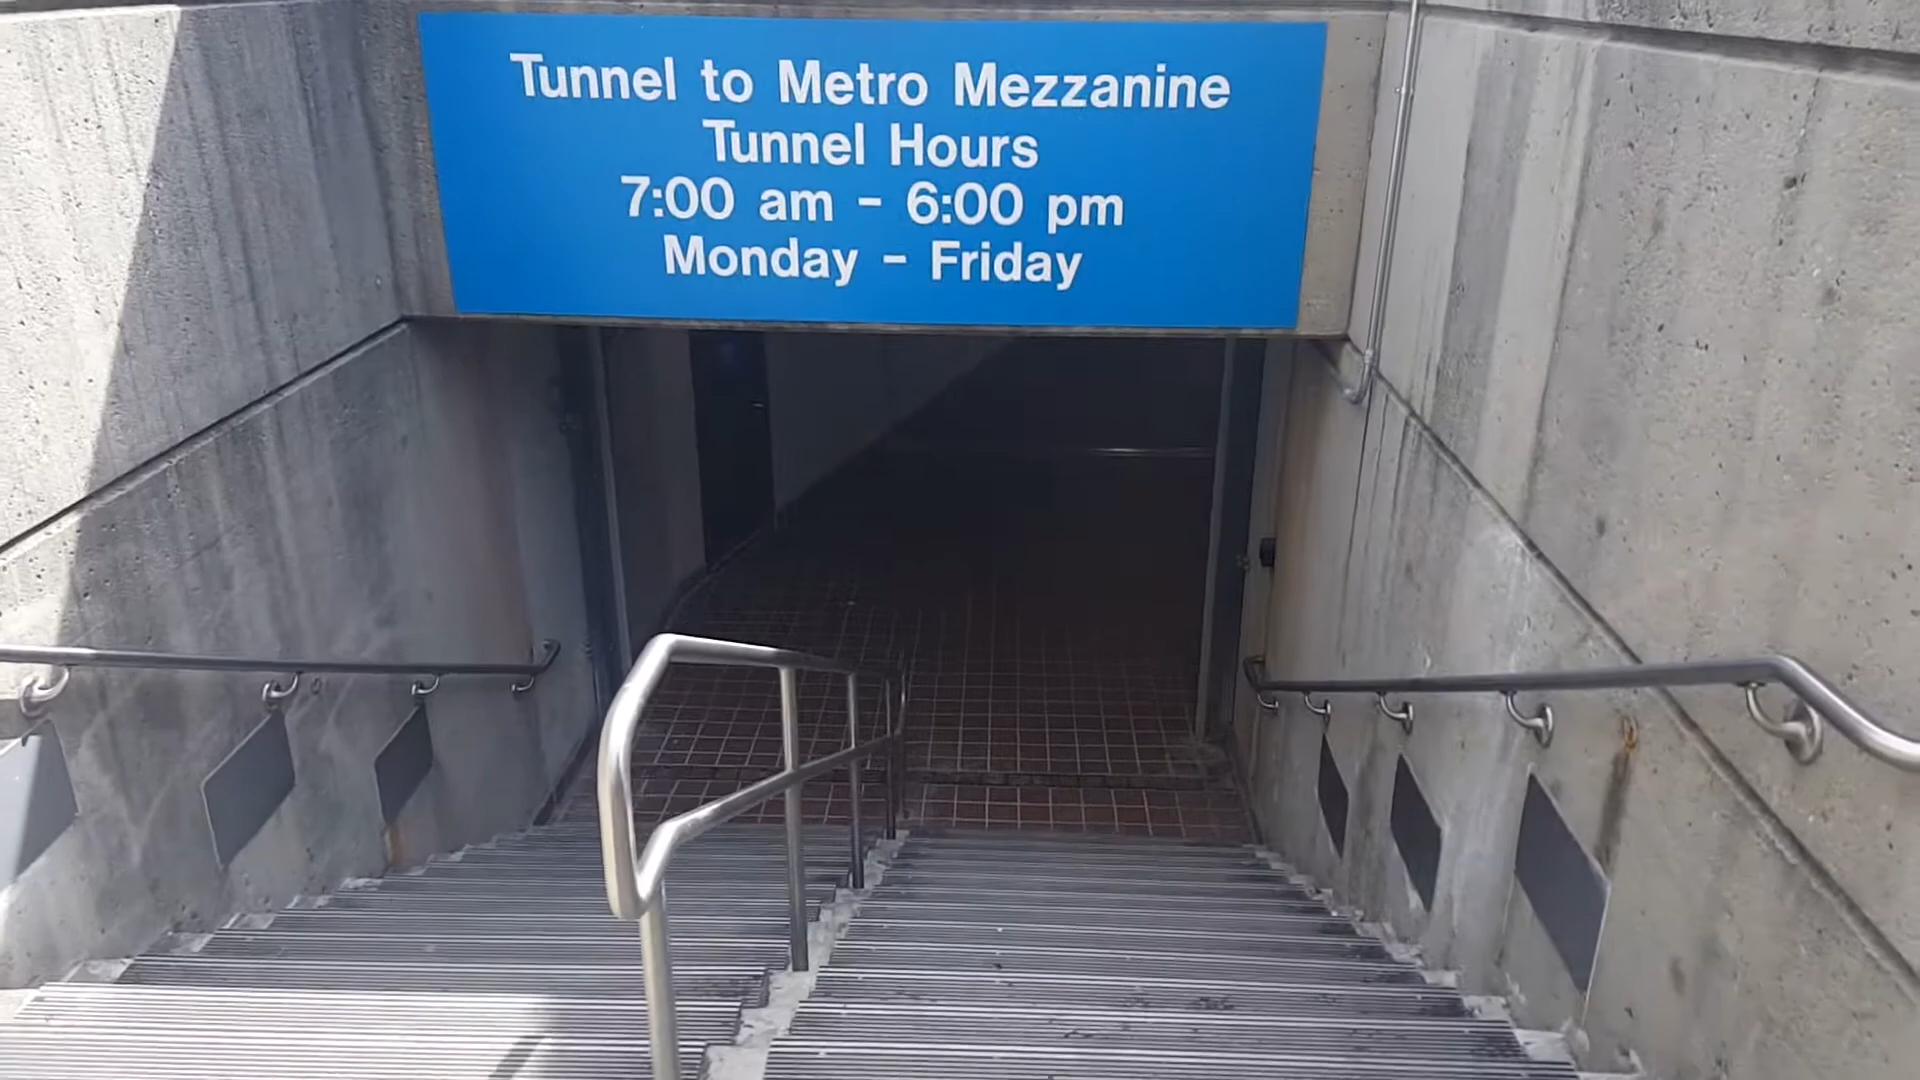 Tunnel to Metro Mezzanine
Tunnel Hours
7:00 am - 6:00 pm
Monday - Friday